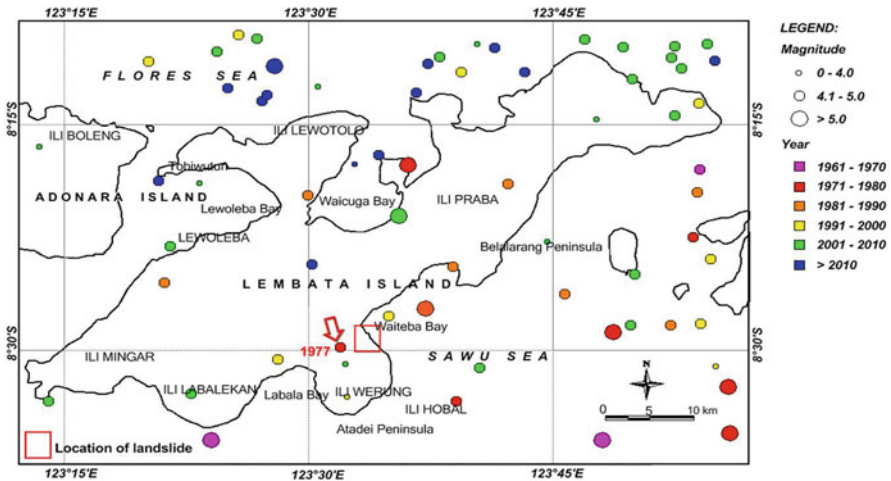 123°15'E 123°30'E 123°45'E
LEGEND:
Magnitude
0 - 4.0
4.1 - 5.0
> 5.0
Year
1961 - 1970
1971 - 1980
1981 - 1990
1991 - 2000
2001 - 2010
> 2010
FLORES SEA
8°15'S 8°15'S
ILI BOLENG
ILI LEWOTOLO
Tobiwutun
ADONARA ISLAND
Lewoleba Bay
Waicuga Bay
ILI PRABA
LEWOLEBA
Belalarang Peninsula
LEMBATA ISLAND
Waiteba Bay
1977
8°30'S 8°30'S
ILI MINGAR
SAWU SEA
ILI LABALEKAN
Labala Bay
ILI WERUNG
ILI HOBAL
Atadei Peninsula
N
0 5 10 km
Location of landslide
123°15'E 123°30'E 123°45'E